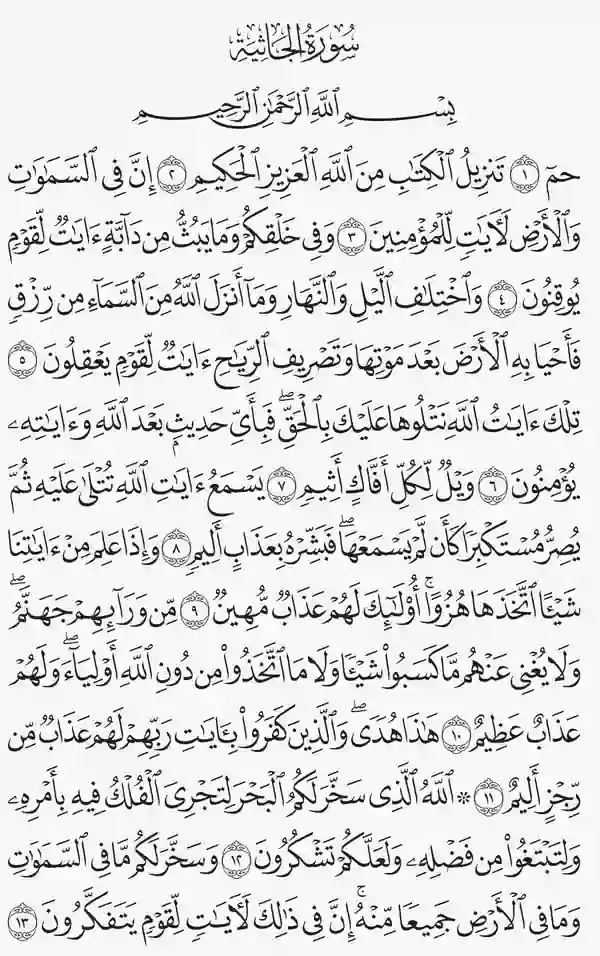 سُورَةُ الجَاثِيَةِ
بِسْمِ ٱللَّهِ ٱلرَّحْمَٰنِ ٱلرَّحِيمِ
حمٓ ١ تَنزِيلُ ٱلْكِتَٰبِ مِنَ ٱللَّهِ ٱلْعَزِيزِ ٱلْحَكِيمِ ٢ إِنَّ فِى ٱلسَّمَٰوَٰتِ
وَٱلْأَرْضِ لَءَايَٰتٍ لِّلْمُؤْمِنِينَ ٣ وَفِى خَلْقِكُمْ وَمَا يَبُثُّ مِن دَآبَّةٍ ءَايَٰتٌ لِّقَوْمٍ
يُوقِنُونَ ٤ وَٱخْتِلَٰفِ ٱلَّيْلِ وَٱلنَّهَارِ وَمَآ أَنزَلَ ٱللَّهُ مِنَ ٱلسَّمَآءِ مِن رِّزْقٍ
فَأَحْيَا بِهِ ٱلْأَرْضَ بَعْدَ مَوْتِهَا وَتَصْرِيفِ ٱلرِّيَٰحِ ءَايَٰتٌ لِّقَوْمٍ يَعْقِلُونَ ٥
تِلْكَ ءَايَٰتُ ٱللَّهِ نَتْلُوهَا عَلَيْكَ بِٱلْحَقِّ ۖ فَبِأَىِّ حَدِيثٍۭ بَعْدَ ٱللَّهِ وَءَايَٰتِهِۦ
يُؤْمِنُونَ ٦ وَيْلٌ لِّكُلِّ أَفَّاكٍ أَثِيمٍ ٧ يَسْمَعُ ءَايَٰتِ ٱللَّهِ تُتْلَىٰ عَلَيْهِ ثُمَّ
يُصِرُّ مُسْتَكْبِرًا كَأَن لَّمْ يَسْمَعْهَا ۖ فَبَشِّرْهُ بِعَذَابٍ أَلِيمٍ ٨ وَإِذَا عَلِمَ مِنْ ءَايَٰتِنَا
شَيْـًٔا ٱتَّخَذَهَا هُزُوًا ۚ أُو۟لَٰٓئِكَ لَهُمْ عَذَابٌ مُّهِينٌ ٩ مِّن وَرَآئِهِمْ جَهَنَّمُ ۖ
وَلَا يُغْنِى عَنْهُم مَّا كَسَبُوا۟ شَيْـًٔا وَلَا مَا ٱتَّخَذُوا۟ مِن دُونِ ٱللَّهِ أَوْلِيَآءَ ۖ وَلَهُمْ
عَذَابٌ عَظِيمٌ ١٠ هَٰذَا هُدًى ۖ وَٱلَّذِينَ كَفَرُوا۟ بِـَٔايَٰتِ رَبِّهِمْ لَهُمْ عَذَابٌ مِّن
رِّجْزٍ أَلِيمٌ ١١ ۞ ٱللَّهُ ٱلَّذِى سَخَّرَ لَكُمُ ٱلْبَحْرَ لِتَجْرِىَ ٱلْفُلْكُ فِيهِ بِأَمْرِهِۦ
وَلِتَبْتَغُوا۟ مِن فَضْلِهِۦ وَلَعَلَّكُمْ تَشْكُرُونَ ١٢ وَسَخَّرَ لَكُم مَّا فِى ٱلسَّمَٰوَٰتِ
وَمَا فِى ٱلْأَرْضِ جَمِيعًا مِّنْهُ ۚ إِنَّ فِى ذَٰلِكَ لَءَايَٰتٍ لِّقَوْمٍ يَتَفَكَّرُونَ ١٣